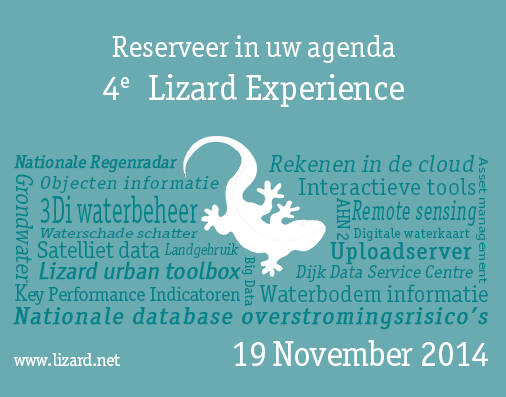 Reserveer in uw agenda
4e Lizard Experience
Nationale Regenradar
Objecten informatie
3Di waterbeheer
Waterschade schatter
Satelliet data
Landgebruik
Lizard urban toolbox
Key Performance Indicatoren
Grondwater
Big Data
Rekenen in de cloud
Interactieve tools
AHN 2
Remote sensing
Digitale waterkaart
Uploadserver
Dijk Data Service Centre
Waterbodem informatie
Asset management
Nationale database overstromingsrisico's
www.lizard.net
19 November 2014